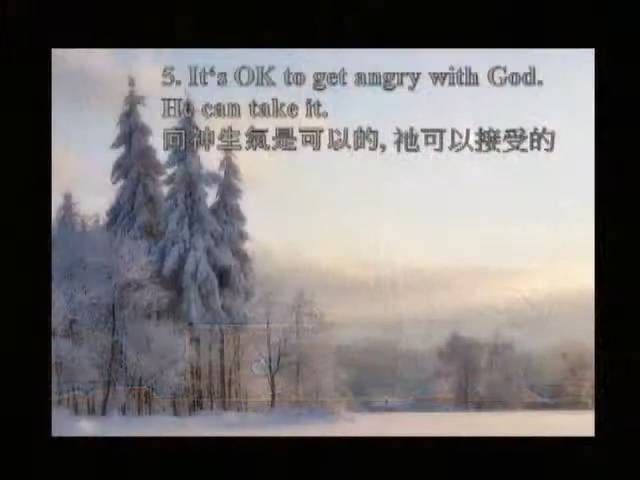 5. It's OK to get angry with God.
He can take it.
向神生氣是可以的, 祂可以接受的